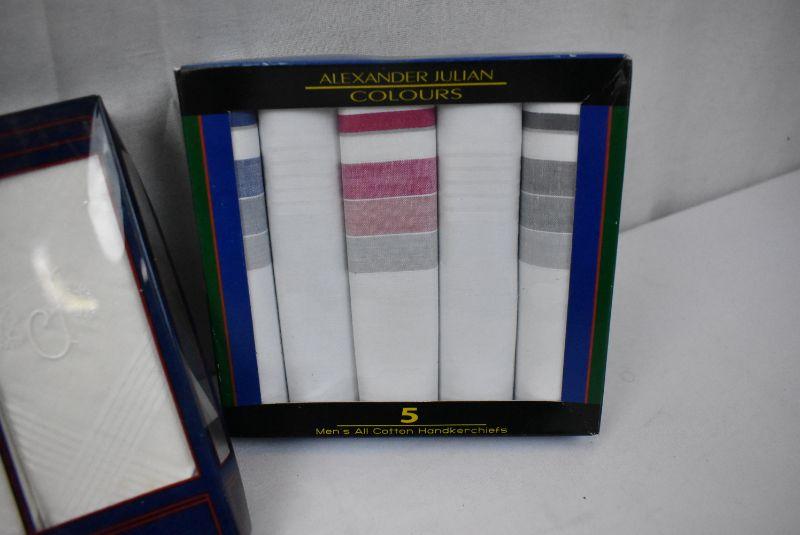 ALEXANDER JULIAN
COLOURS
5
Men's All Cotton Handkerchiefs